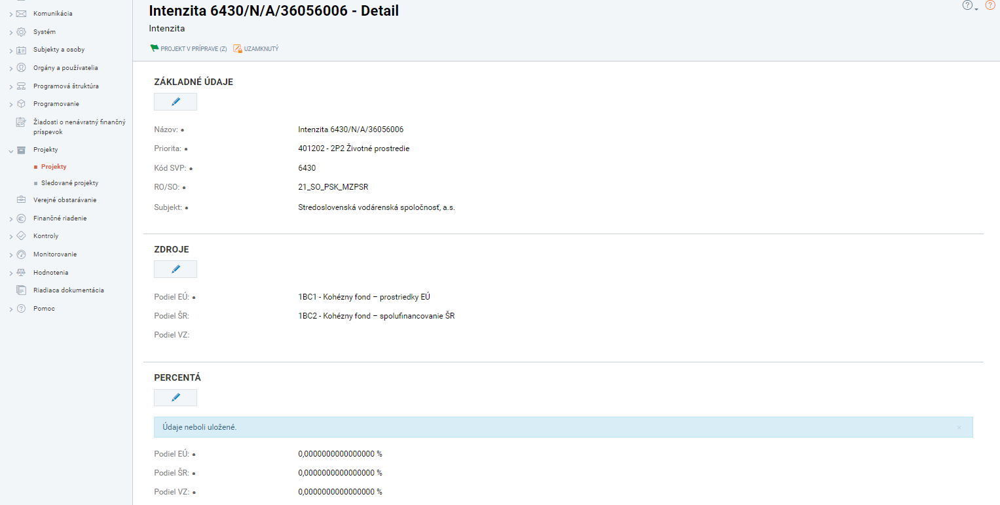 Komunikácia
Systém
Subjekty a osoby
Orgány a používatelia
Programová štruktúra
Programovanie
Žiadosti o nenávratný finančný
príspevok
Projekty
Projekty
Sledované projekty
Verejné obstarávanie
Finančné riadenie
Kontroly
Monitorovanie
Hodnotenia
Riadiaca dokumentácia
Pomoc
Intenzita 6430/N/A/36056006 - Detail
Intenzita
PROJEKT V PRÍPRAVE (Z) UZAMKNUTÝ
ZÁKLADNÉ ÚDAJE
Názov: Intenzita 6430/N/A/36056006
Priorita: 401202 - 2P2 Životné prostredie
Kód SVP: 6430
RO/SO: 21_SO_PSK_MZPSR
Subjekt: Stredoslovenská vodárenská spoločnosť, a.s.
ZDROJE
Podiel EÚ: 1BC1 - Kohézny fond – prostriedky EÚ
Podiel ŠR: 1BC2 - Kohézny fond – spolufinancovanie ŠR
Podiel VZ:
PERCENTÁ
Údaje neboli uložené. ×
Podiel EÚ: 0,0000000000000000 %
Podiel ŠR: 0,0000000000000000 %
Podiel VZ: 0,0000000000000000 %